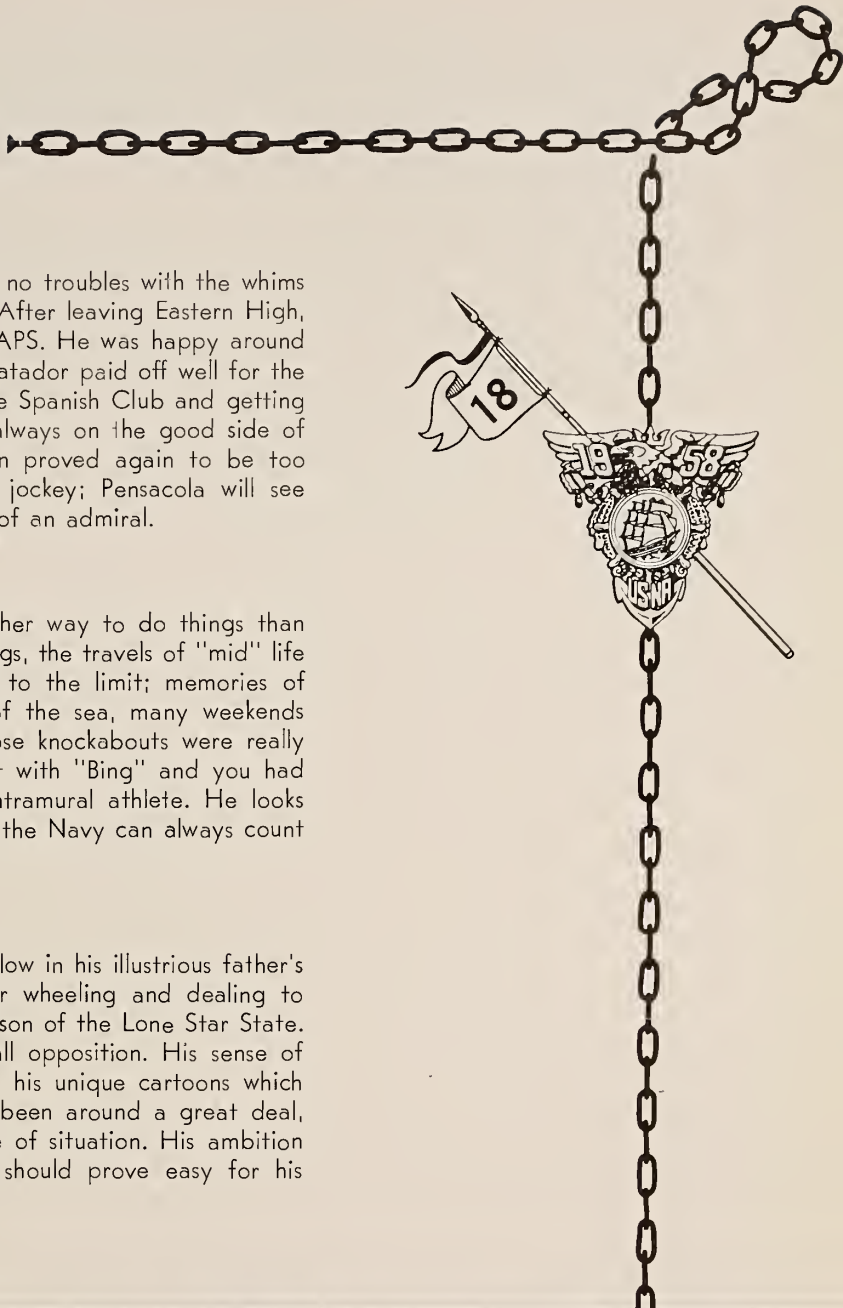 no troubles with the whims
After leaving Eastern High,
APS. He was happy around
atador paid off well for the
e Spanish Club and getting
always on the good side of
n proved again to be too
jockey; Pensacola will see
of an admiral.
her way to do things than
gs, the travels of "mid" life
to the limit; memories of
of the sea, many weekends
ose knockabouts were really
r with "Bing" and you had
ntramural athlete. He looks
the Navy can always count
low in his illustrious father's
r wheeling and dealing to
son of the Lone Star State.
all opposition. His sense of
his unique cartoons which
been around a great deal,
e of situation. His ambition
should prove easy for his
18
19 58
USNA